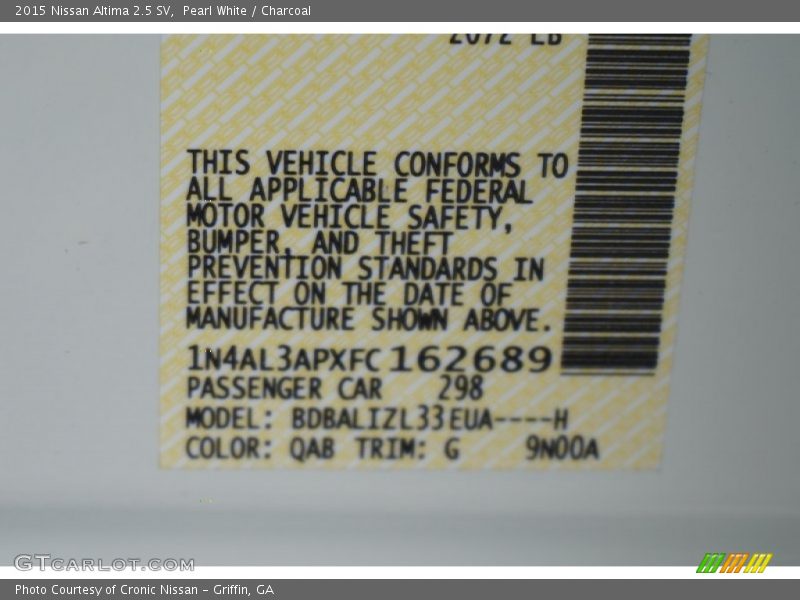 2015 Nissan Altima 2.5 SV,  Pearl White / Charcoal
THIS VEHICLE CONFORMS TO
ALL APPLICABLE FEDERAL
MOTOR VEHICLE SAFETY,
BUMPER, AND THEFT
PREVENTION STANDARDS IN
EFFECT ON THE DATE OF
MANUFACTURE SHOWN ABOVE.
1N4AL3APXFC162689
PASSENGER CAR 298
MODEL: BDBALIZL33EUA----H
COLOR: QAB TRIM: G 9N00A
GTCARLOT.COM
Photo Courtesy of Cronic Nissan - Griffin, GA